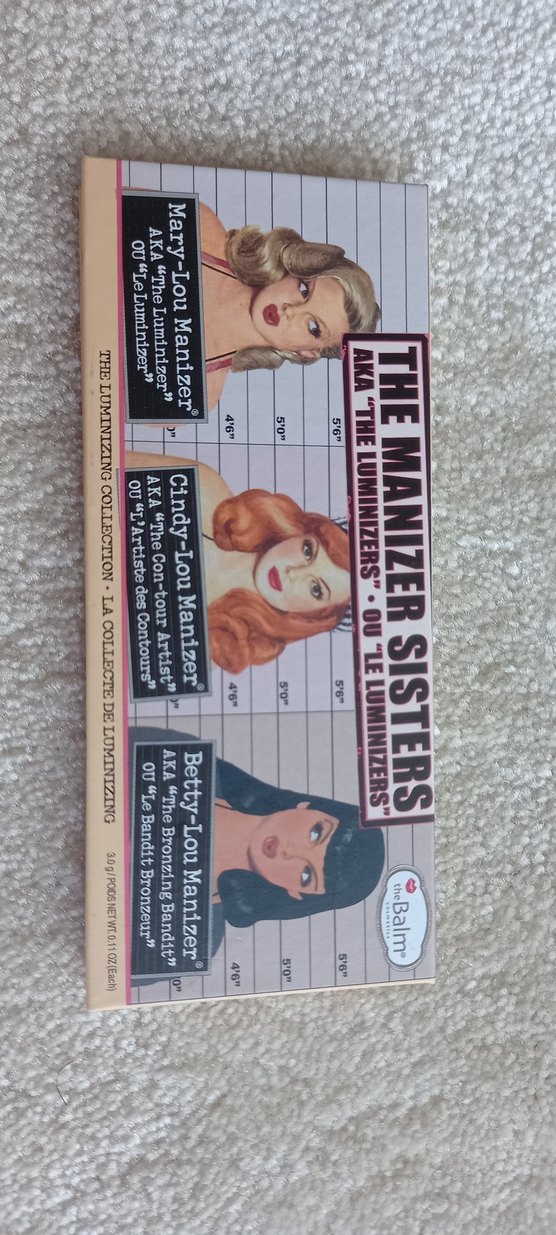 THE MANIZER SISTERS
AKA “THE LUMINIZERS” • OU “LE LUMINIZERS”
theBalm®
cosmetics
5'6"
5'0"
4'6"
5'6"
5'0"
4'6"
5'6"
5'0"
4'6"
Mary-Lou Manizer®
AKA “The Luminizer”
OU “Le Luminizer”
Cindy-Lou Manizer®
AKA “The Con-tour Artist”
OU “L'Artiste des Contours”
Betty-Lou Manizer®
AKA “The Bronzing Bandit”
OU “Le Bandit Bronzeur”
THE LUMINIZING COLLECTION • LA COLLECTE DE LUMINIZING
3.0 g/POIDS NET WT. 0.11 OZ (Each)